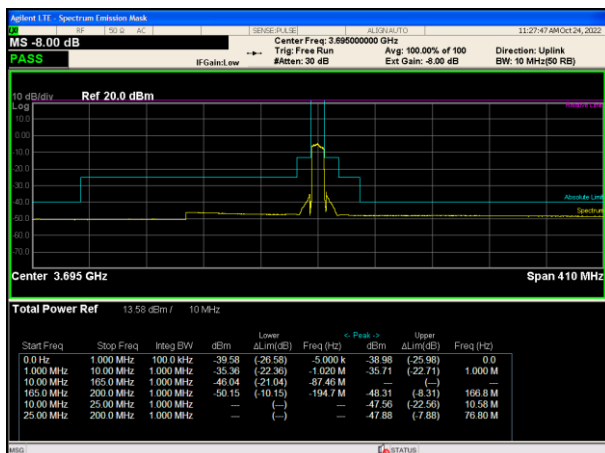 Agilent LTE - Spectrum Emission Mask
RF 50 Ω AC SENSE:PULSE ALIGNAUTO 11:27:47 AM Oct 24, 2022
MS -8.00 dB Center Freq: 3.695000000 GHz
Trig: Free Run Avg: 100.00% of 100 Direction: Uplink
PASS IFGain:Low #Atten: 30 dB Ext Gain: -8.00 dB BW: 10 MHz(50 RB)
10 dB/div Ref 20.0 dBm
Log Relative Limit
10.0
0.00
-10.0
-20.0
-30.0
-40.0 Absolute Limit
Spectrum
-50.0
-60.0
-70.0
Center 3.695 GHz Span 410 MHz
Total Power Ref 13.58 dBm / 10 MHz
Lower <- Peak -> Upper
Start Freq Stop Freq Integ BW dBm ΔLim(dB) Freq (Hz) dBm ΔLim(dB) Freq (Hz)
0.0 Hz 1.000 MHz 100.0 kHz -39.58 (-26.58) -5.000 k -38.98 (-25.98) 0.0
1.000 MHz 10.00 MHz 1.000 MHz -35.36 (-22.36) -1.020 M -35.71 (-22.71) 1.000 M
10.00 MHz 165.0 MHz 1.000 MHz -46.04 (-21.04) -87.46 M --- (---)
165.0 MHz 200.0 MHz 1.000 MHz -50.15 (-10.15) -194.7 M -48.31 (-8.31) 166.8 M
10.00 MHz 25.00 MHz 1.000 MHz --- (---) -47.56 (-22.56) 10.58 M
25.00 MHz 200.0 MHz 1.000 MHz --- (---) -47.88 (-7.88) 76.80 M
MSG STATUS